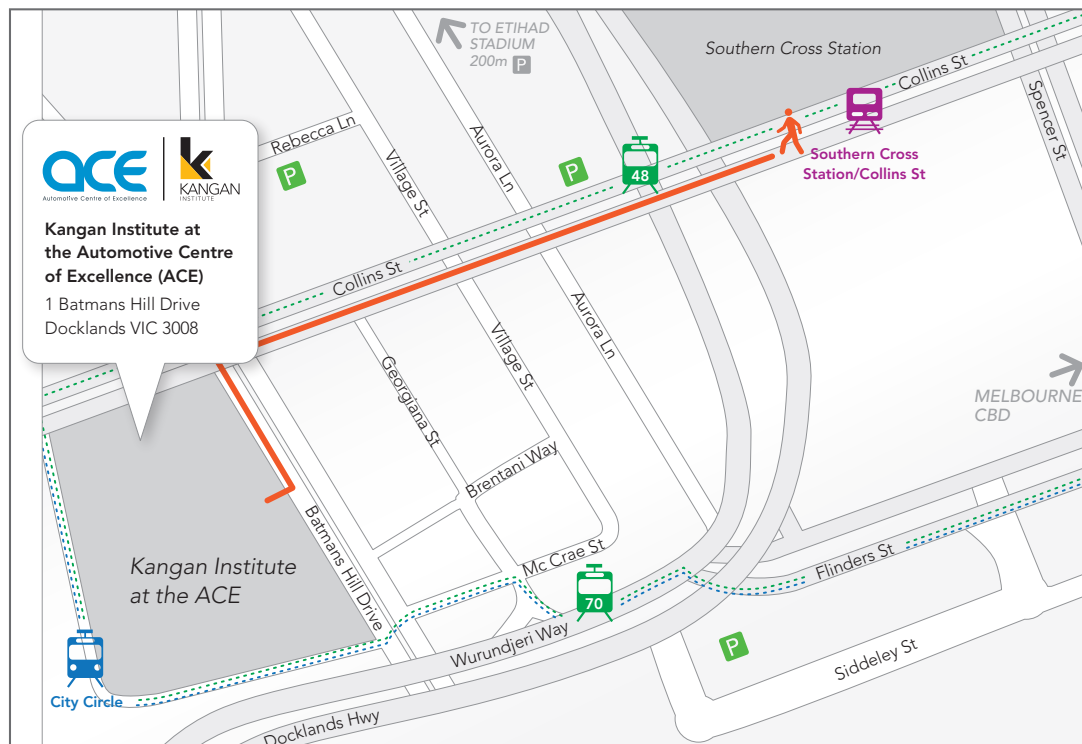 TO ETIHAD
STADIUM
200m P
Southern Cross Station
Collins St
Spencer St
Rebecca Ln
Village St
Aurora Ln
P
P
48
Southern Cross
Station/Collins St
ACE
Automotive Centre of Excellence
KANGAN
INSTITUTE
Kangan Institute at
the Automotive Centre
of Excellence (ACE)
1 Batmans Hill Drive
Docklands VIC 3008
Collins St
Aurora Ln
Village St
Georgiana St
MELBOURNE
CBD
Brentani Way
Batmans Hill Drive
Mc Crae St
Flinders St
Kangan Institute
at the ACE
70
Wurundjeri Way
P
Siddeley St
City Circle
Docklands Hwy